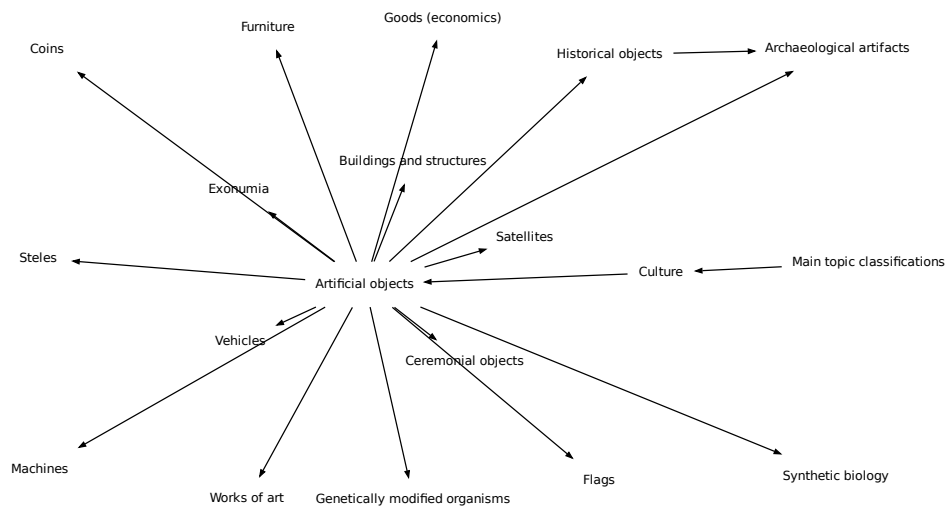 Goods (economics)
Furniture
Coins
Historical objects
Archaeological artifacts
Buildings and structures
Exonumia
Satellites
Steles
Main topic classifications
Culture
Artificial objects
Vehicles
Ceremonial objects
Machines
Synthetic biology
Flags
Works of art
Genetically modified organisms